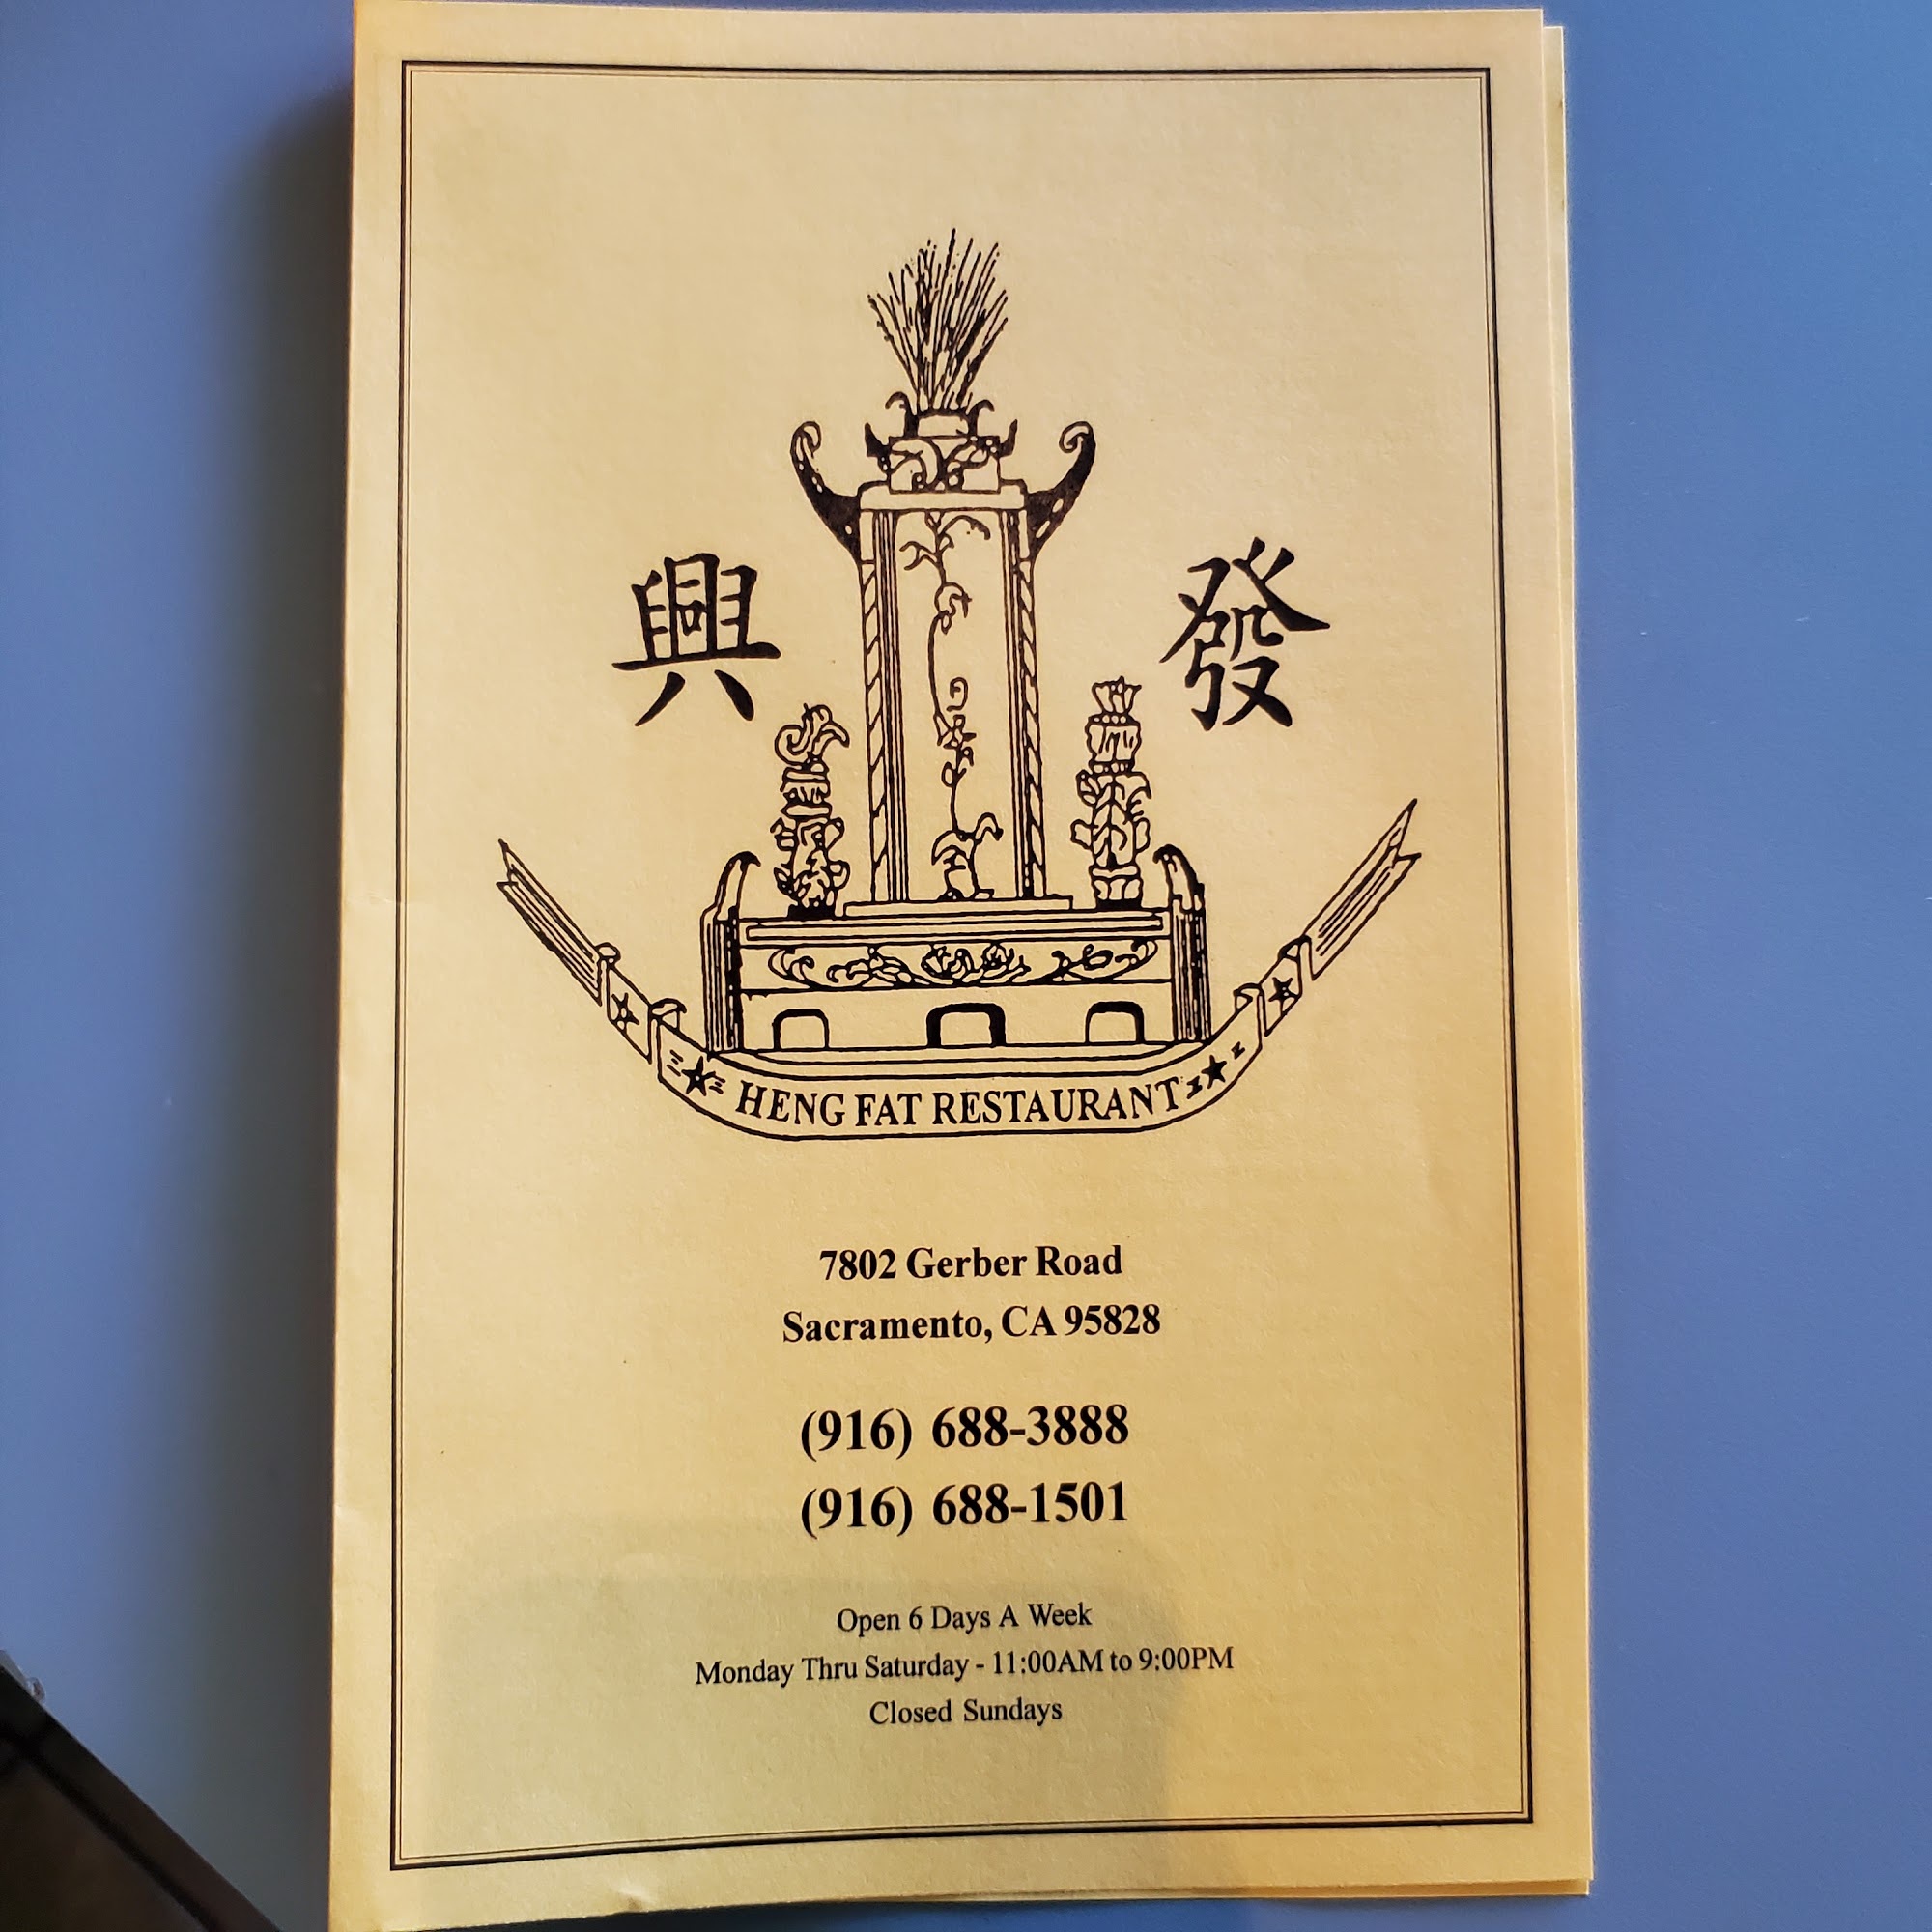 興 發
HENG FAT RESTAURANT
7802 Gerber Road
Sacramento, CA 95828
(916) 688-3888
(916) 688-1501
Open 6 Days A Week
Monday Thru Saturday - 11:00AM to 9:00PM
Closed Sundays